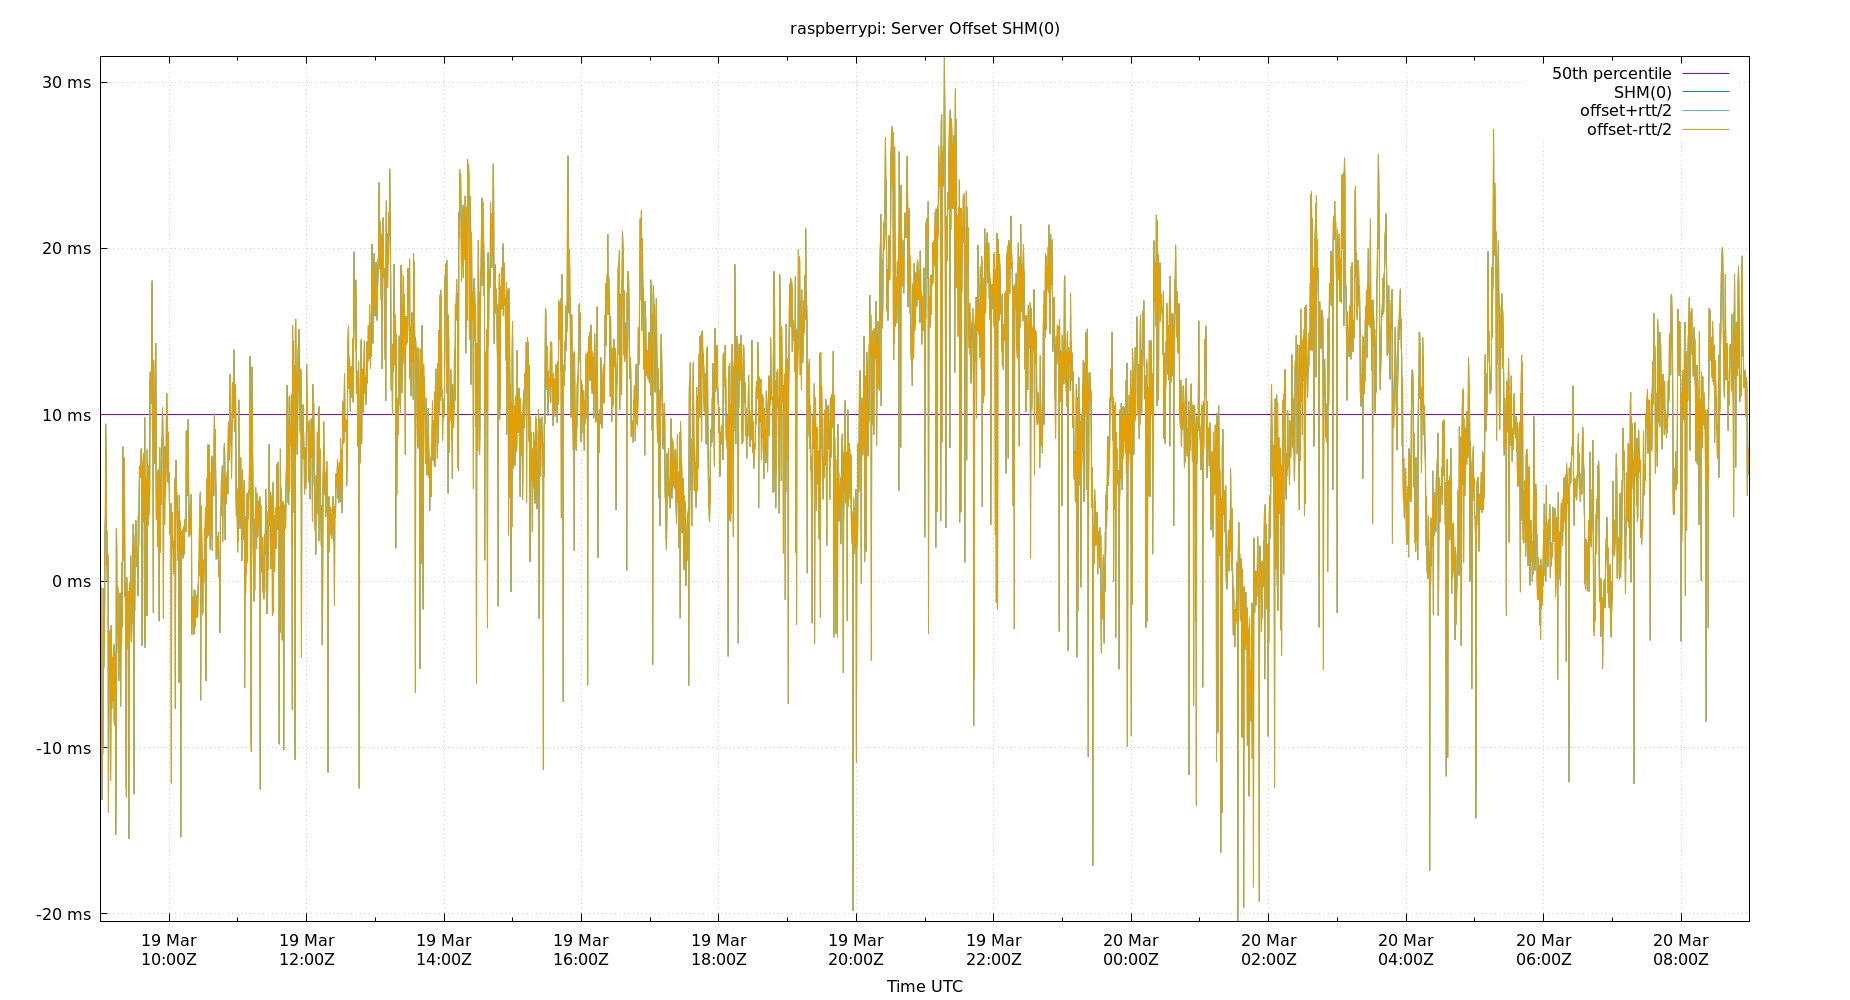 raspberrypi: Server Offset SHM(0)
50th percentile
SHM(0)
offset+rtt/2
offset-rtt/2
30 ms
20 ms
10 ms
0 ms
-10 ms
-20 ms
19 Mar 19 Mar 19 Mar 19 Mar 19 Mar 19 Mar 19 Mar 20 Mar 20 Mar 20 Mar 20 Mar 20 Mar
10:00Z 12:00Z 14:00Z 16:00Z 18:00Z 20:00Z 22:00Z 00:00Z 02:00Z 04:00Z 06:00Z 08:00Z
Time UTC